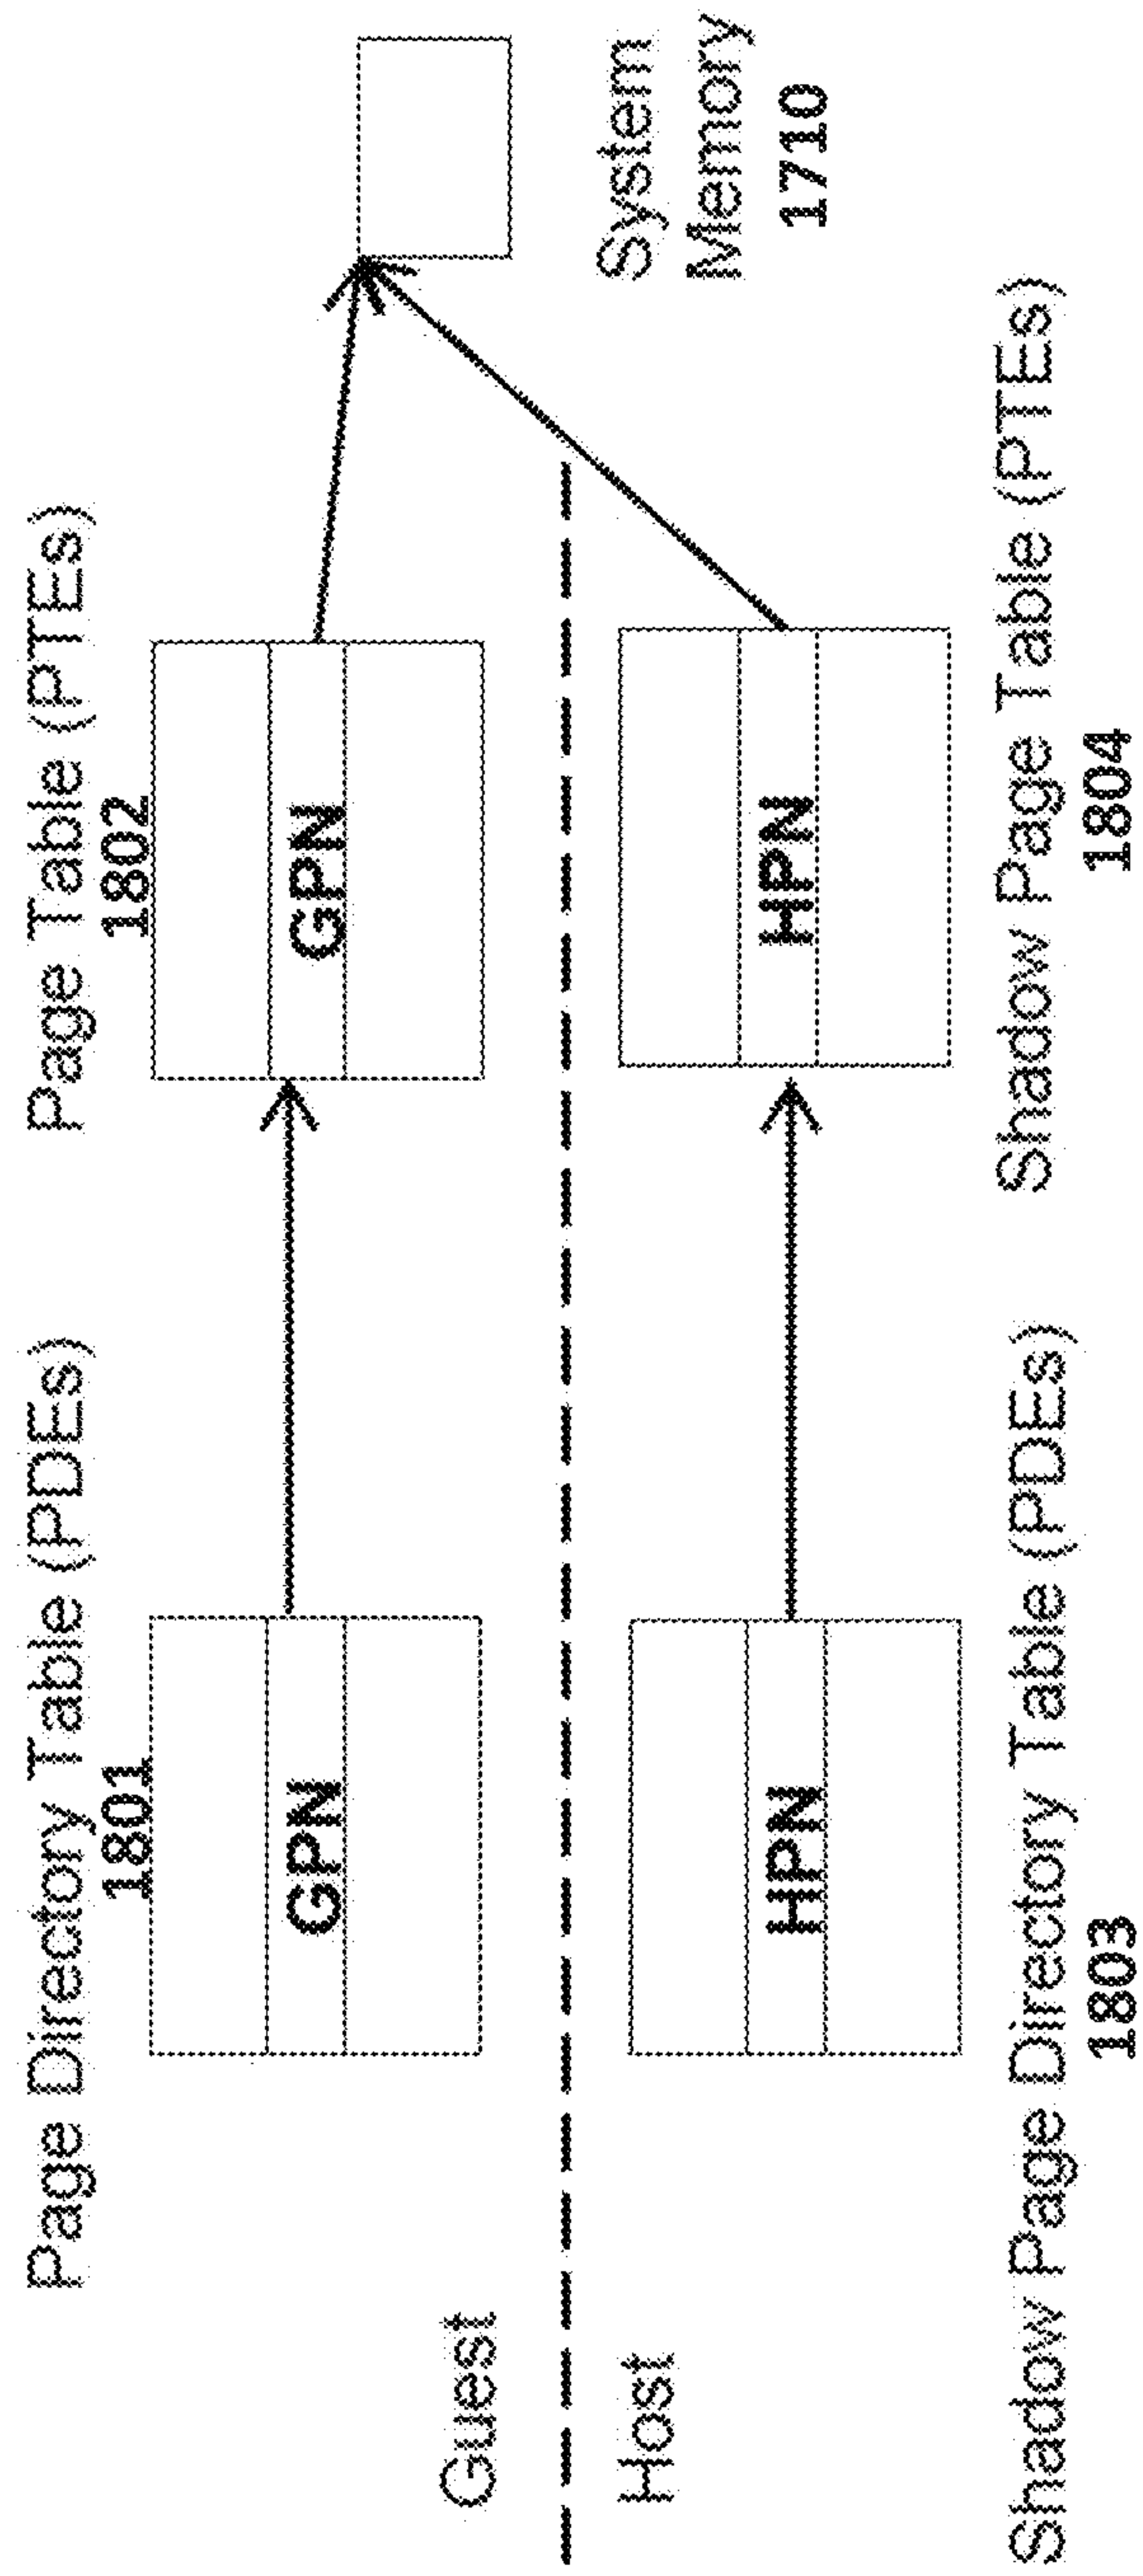 Page Directory Table (PDEs)
1801
Page Table (PTEs)
1802
GPN
GPN
Guest
Host
System
Memory
1710
HPN
HPN
Shadow Page Directory Table (PDEs)
1803
Shadow Page Table (PTEs)
1804